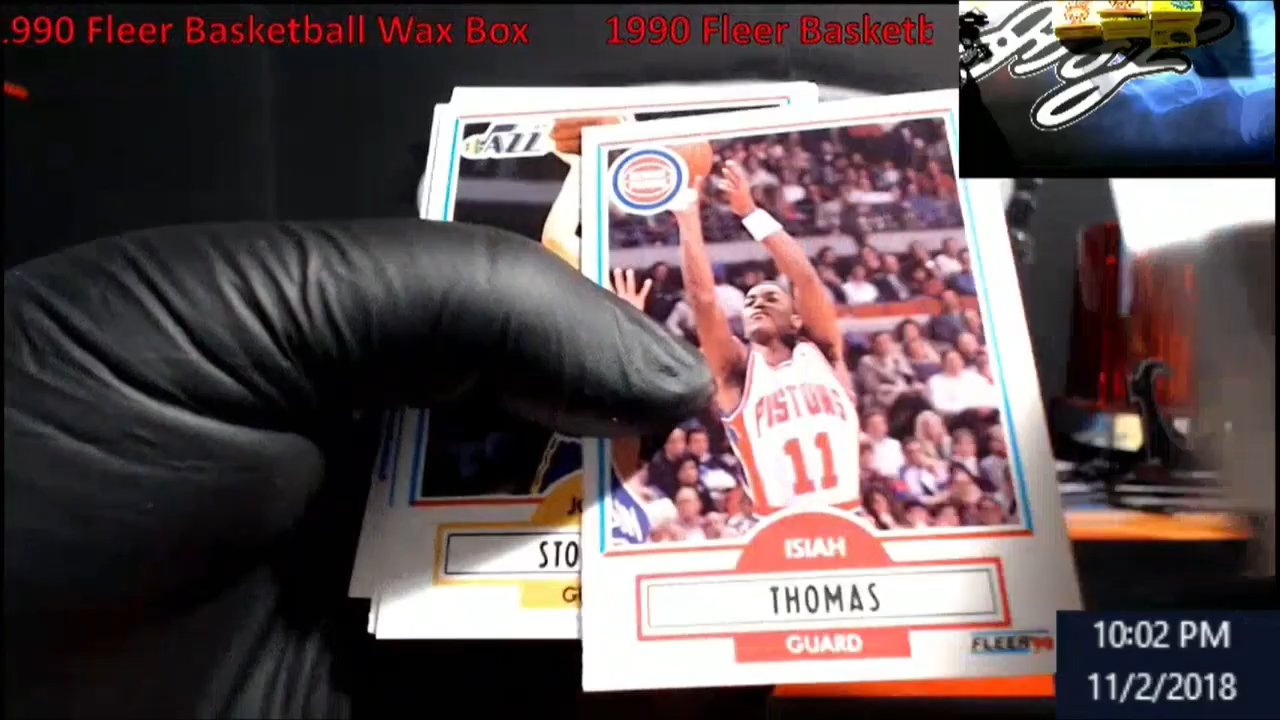 .990 Fleer Basketball Wax Box 1990 Fleer Basketb
JAZZ
PISTONS
11
ISIAH
THOMAS
GUARD
FLEER '90
JO
STO
G
10:02 PM
11/2/2018